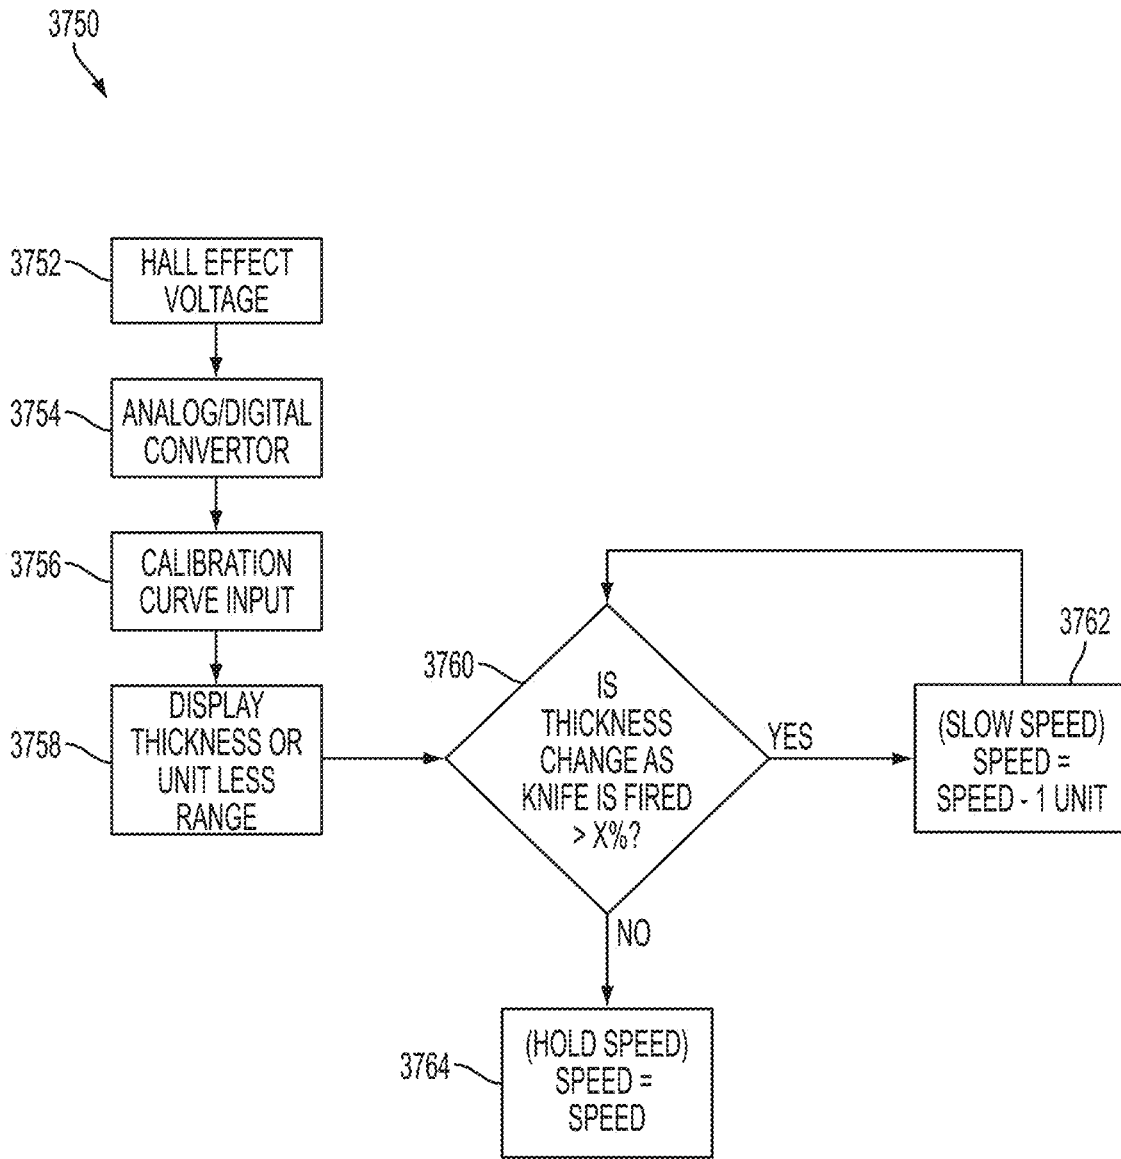 3750
3752
HALL EFFECT
VOLTAGE
3754
ANALOG/DIGITAL
CONVERTOR
3756
CALIBRATION
CURVE INPUT
3758
DISPLAY
THICKNESS OR
UNIT LESS
RANGE
3760
IS
THICKNESS
CHANGE AS
KNIFE IS FIRED
> X%?
YES
3762
(SLOW SPEED)
SPEED =
SPEED - 1 UNIT
NO
3764
(HOLD SPEED)
SPEED =
SPEED